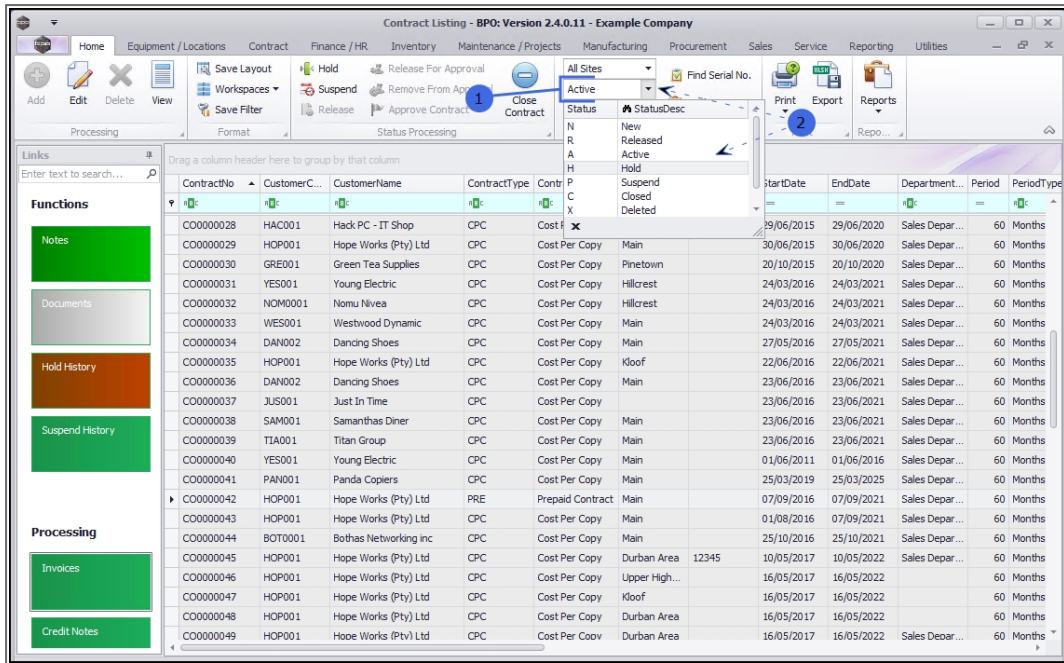 Contract Listing - BPO: Version 2.4.0.11 - Example Company
Home Equipment / Locations Contract Finance / HR Inventory Maintenance / Projects Manufacturing Procurement Sales Service Reporting Utilities
Add Edit Delete View
Processing
Save Layout
Workspaces
Save Filter
Format
Hold Release For Approval
Suspend Remove From App
Release Approve Contract
Close Contract
Status Processing
1
All Sites
Active
Find Serial No.
2
Print Export
Reports
Repo...
Status StatusDesc
N New
R Released
A Active
H Hold
P Suspend
C Closed
X Deleted
Links
Enter text to search...
Functions
Notes
Documents
Hold History
Suspend History
Processing
Invoices
Credit Notes
Drag a column header here to group by that column
ContractNo CustomerC... CustomerName ContractType Contr StartDate EndDate Department... Period PeriodType
CO0000028 HAC001 Hack PC - IT Shop CPC Cost 29/06/2015 29/06/2020 Sales Depar... 60 Months
CO0000029 HOP001 Hope Works (Pty) Ltd CPC Cost Per Copy Main 30/06/2015 30/06/2020 Sales Depar... 60 Months
CO0000030 GRE001 Green Tea Supplies CPC Cost Per Copy Pinetown 20/10/2015 20/10/2020 Sales Depar... 60 Months
CO0000031 YES001 Young Electric CPC Cost Per Copy Hillcrest 24/03/2016 24/03/2021 Sales Depar... 60 Months
CO0000032 NOM0001 Nomu Nivea CPC Cost Per Copy Hillcrest 24/03/2016 24/03/2021 Sales Depar... 60 Months
CO0000033 WES001 Westwood Dynamic CPC Cost Per Copy Main 24/03/2016 24/03/2021 Sales Depar... 60 Months
CO0000034 DAN002 Dancing Shoes CPC Cost Per Copy Main 27/05/2016 27/05/2021 Sales Depar... 60 Months
CO0000035 HOP001 Hope Works (Pty) Ltd CPC Cost Per Copy Kloof 22/06/2016 22/06/2021 Sales Depar... 60 Months
CO0000036 DAN002 Dancing Shoes CPC Cost Per Copy Main 23/06/2016 23/06/2021 Sales Depar... 60 Months
CO0000037 JUS001 Just In Time CPC Cost Per Copy 23/06/2016 23/06/2021 Sales Depar... 60 Months
CO0000038 SAM001 Samanthas Diner CPC Cost Per Copy Main 23/06/2016 23/06/2021 Sales Depar... 60 Months
CO0000039 TIA001 Titan Group CPC Cost Per Copy Main 23/06/2016 23/06/2021 Sales Depar... 60 Months
CO0000040 YES001 Young Electric CPC Cost Per Copy Main 01/06/2011 01/06/2016 Sales Depar... 60 Months
CO0000041 PAN001 Panda Copiers CPC Cost Per Copy Main 25/03/2019 25/03/2025 Sales Depar... 60 Months
CO0000042 HOP001 Hope Works (Pty) Ltd PRE Prepaid Contract Main 07/09/2016 07/09/2021 Sales Depar... 60 Months
CO0000043 HOP001 Hope Works (Pty) Ltd CPC Cost Per Copy Main 01/08/2016 07/09/2021 Sales Depar... 60 Months
CO0000044 BOT0001 Bothas Networking inc CPC Cost Per Copy Main 25/10/2016 25/10/2021 Sales Depar... 60 Months
CO0000045 HOP001 Hope Works (Pty) Ltd CPC Cost Per Copy Durban Area 12345 10/05/2017 10/05/2022 Sales Depar... 60 Months
CO0000046 HOP001 Hope Works (Pty) Ltd CPC Cost Per Copy Upper High... 16/05/2017 16/05/2022 60 Months
CO0000047 HOP001 Hope Works (Pty) Ltd CPC Cost Per Copy Kloof 16/05/2017 16/05/2022 60 Months
CO0000048 HOP001 Hope Works (Pty) Ltd CPC Cost Per Copy Durban Area 16/05/2017 16/05/2022 60 Months
CO0000049 HOP001 Hope Works (Pty) Ltd CPC Cost Per Copy Durban Area 16/05/2017 16/05/2022 Sales Depar... 60 Months